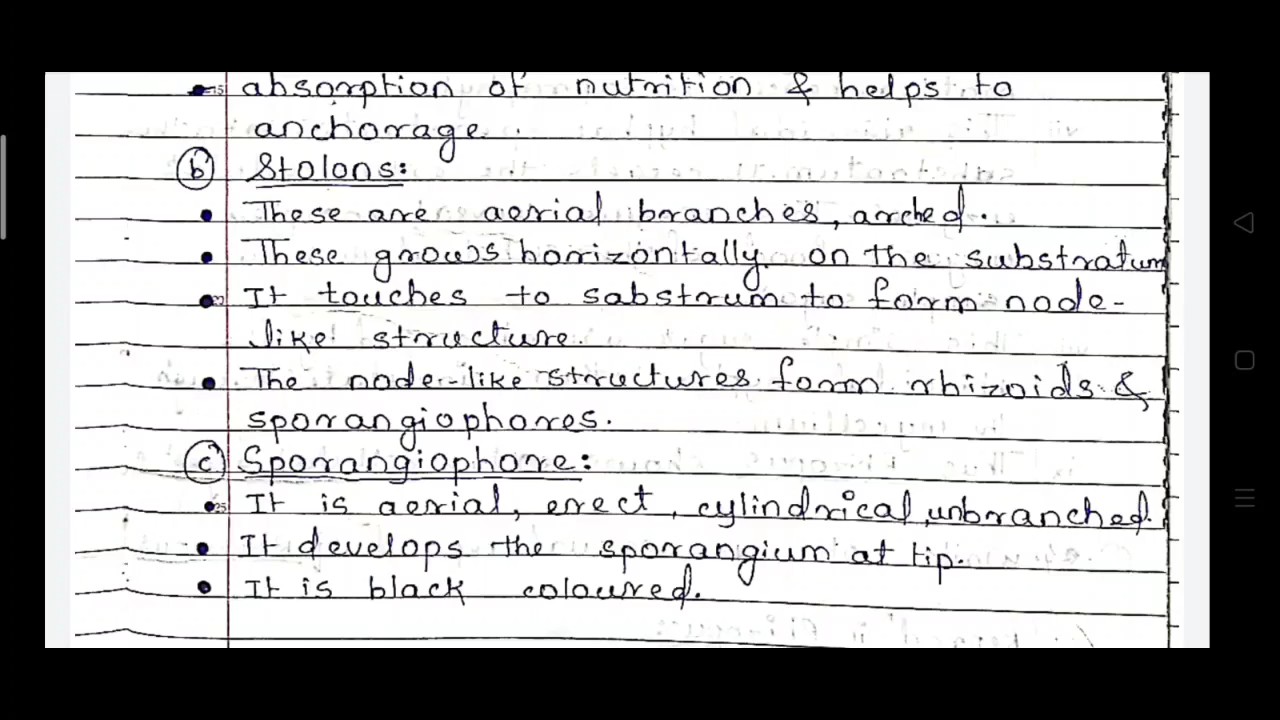 absorption of nutrition & helps to
anchorage.
(b) Stolons:
• These are aerial branches, arched.
• These grows horizontally on the substratum
• It touches to sabstrum to form node-
like structure
• The node-like structures form rhizoids &
sporangiophores.
(c) Sporangiophore:
• It is aerial, erect, cylindrical, unbranched.
• It develops the sporangium at tip.
• It is black coloured.